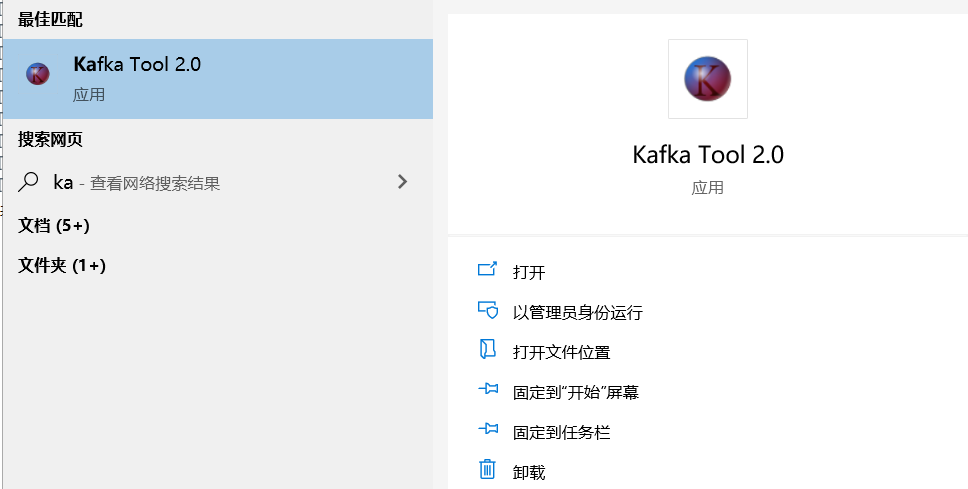 最佳匹配
Kafka Tool 2.0
应用
搜索网页
ka - 查看网络搜索结果
文档 (5+)
文件夹 (1+)
Kafka Tool 2.0
应用
打开
以管理员身份运行
打开文件位置
固定到“开始”屏幕
固定到任务栏
卸载